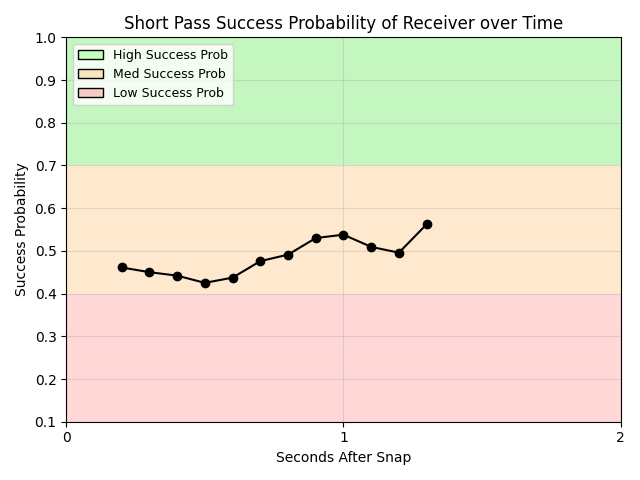 Short Pass Success Probability of Receiver over Time
High Success Prob
Med Success Prob
Low Success Prob
Success Probability
1.0
0.9
0.8
0.7
0.6
0.5
0.4
0.3
0.2
0.1
0 1 2
Seconds After Snap